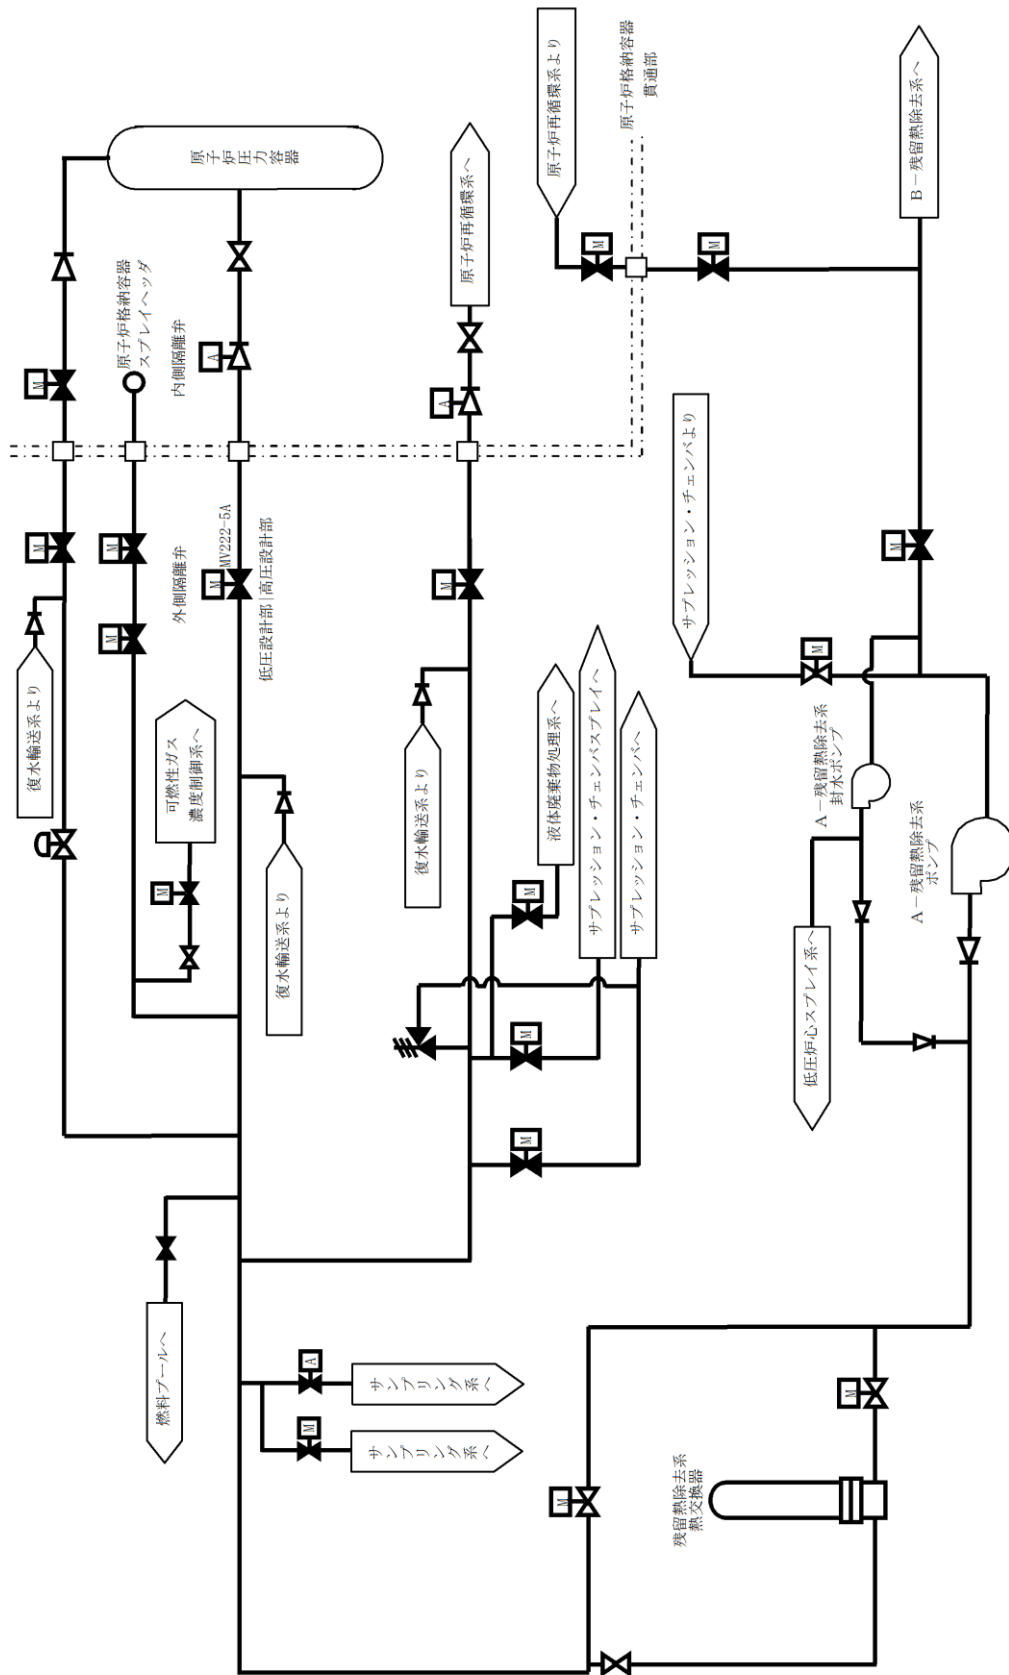 原子炉圧力容器
M
原子炉格納容器
スプレイヘッダ
内側隔離弁
A
原子炉再循環系へ
A
原子炉再循環系より
M
原子炉格納容器
貫通部
M
B－残留熱除去系へ
M
M
M
外側隔離弁
M
MV222-5A
低圧設計部|高圧設計部
M
サプレッション・チェンバより
M
復水輸送系より
可燃性ガス
濃度制御系へ
M
復水輸送系より
復水輸送系より
液体廃棄物処理系へ
M
サプレッション・チェンバスプレイへ
M
サプレッション・チェンバへ
M
M
A－残留熱除去系
封水ポンプ
A－残留熱除去系
ポンプ
低圧炉心スプレイ系へ
燃料プールへ
A
サンプリング系へ
M
サンプリング系へ
M
M
残留熱除去系
熱交換器